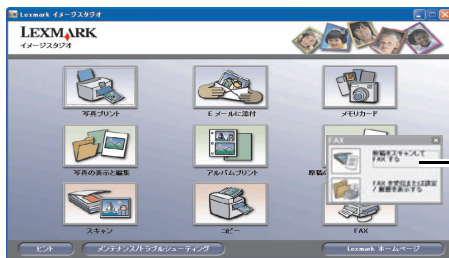 Lexmark イメージスタジオ
LEXMARK
イメージスタジオ
写真プリント
E メールに添付
メモリカード
FAX
原稿をスキャンして
FAX する
FAX を受信または設定
/ 履歴を表示する
写真の表示と編集
アルバムプリント
原稿
スキャン
コピー
FAX
ヒント
メンテナンス/トラブルシューティング
Lexmark ホームページ